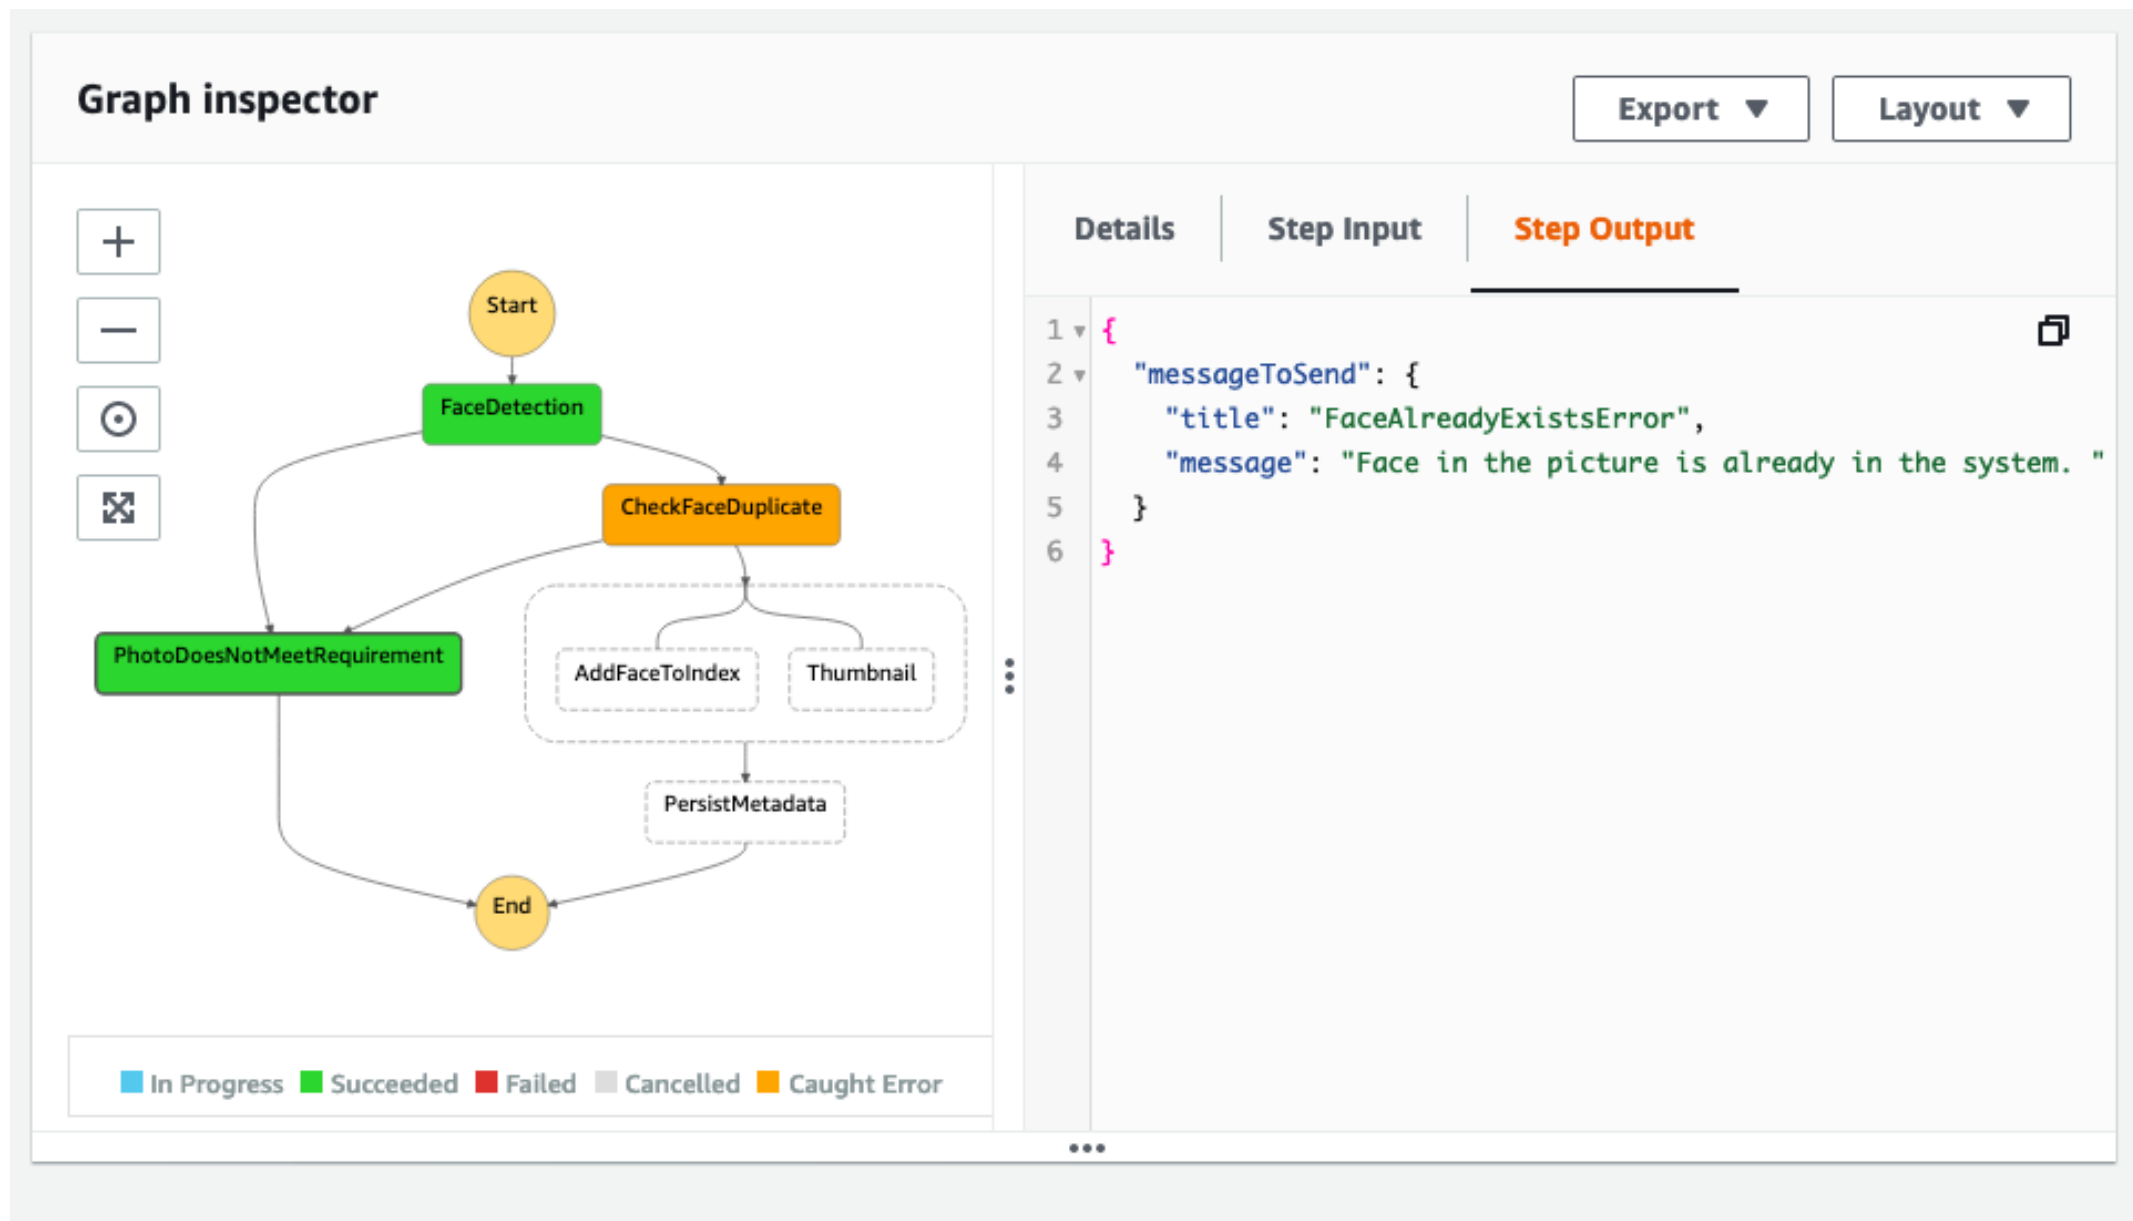 Graph inspector
Export
Layout
Details
Step Input
Step Output
Start
FaceDetection
CheckFaceDuplicate
PhotoDoesNotMeetRequirement
AddFaceToIndex
Thumbnail
PersistMetadata
End
In Progress
Succeeded
Failed
Cancelled
Caught Error
1 {
2 "messageToSend": {
3 "title": "FaceAlreadyExistsError",
4 "message": "Face in the picture is already in the system. "
5 }
6 }